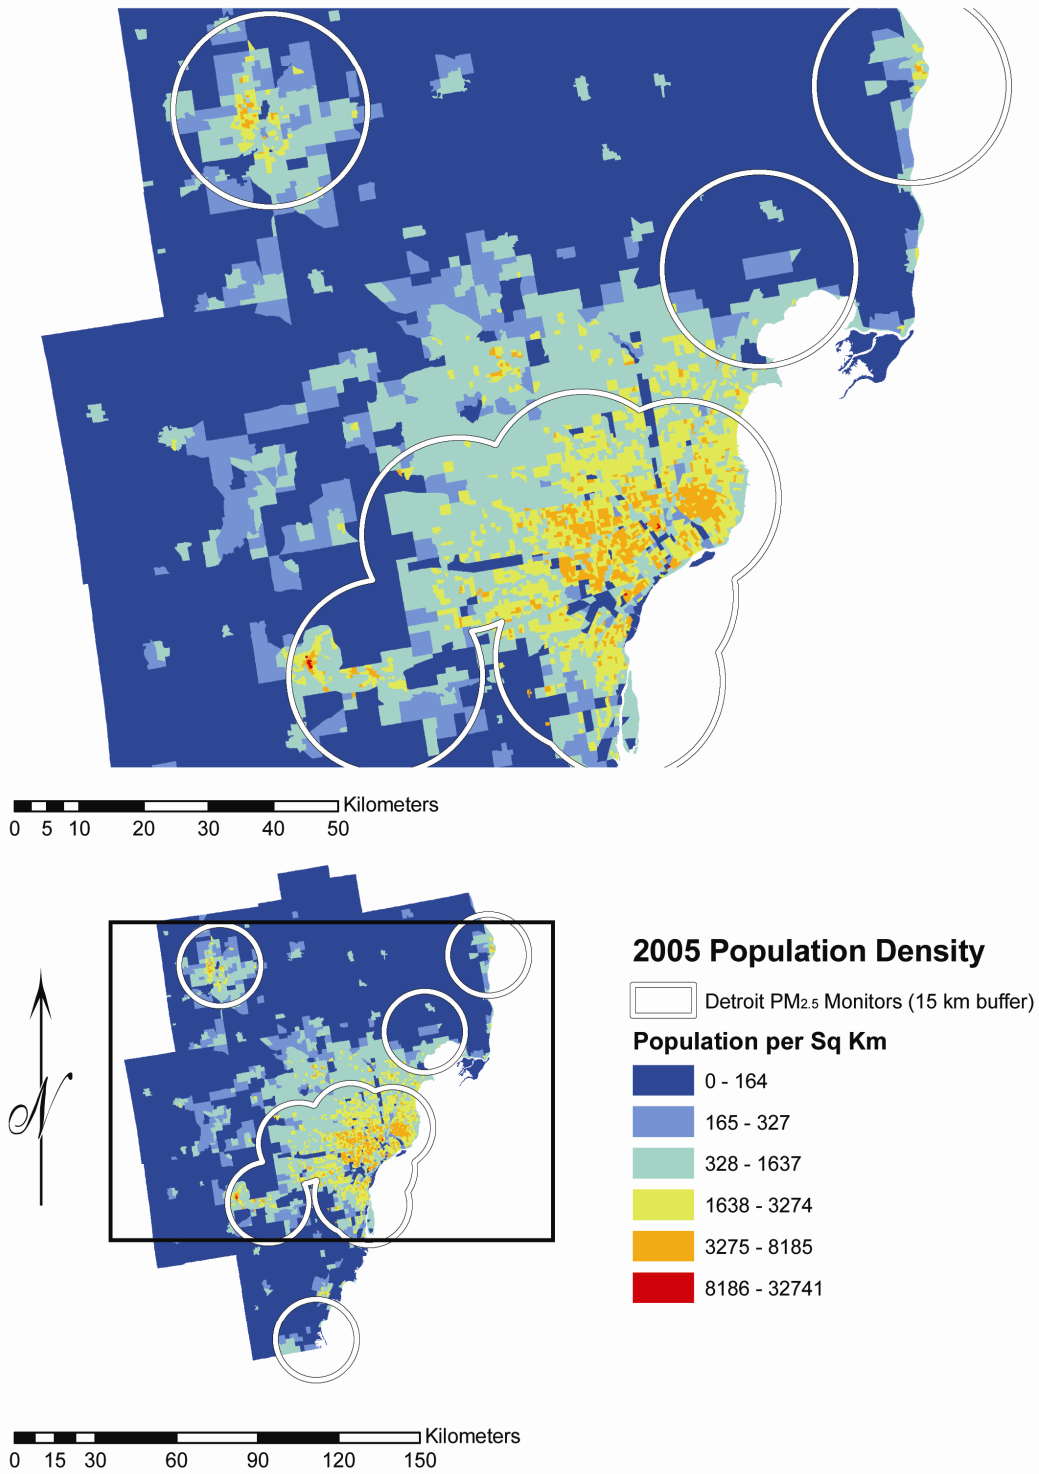 Kilometers
0 5 10 20 30 40 50
2005 Population Density
Detroit PM2.5 Monitors (15 km buffer)
Population per Sq Km
0 - 164
165 - 327
328 - 1637
1638 - 3274
3275 - 8185
8186 - 32741
N
Kilometers
0 15 30 60 90 120 150